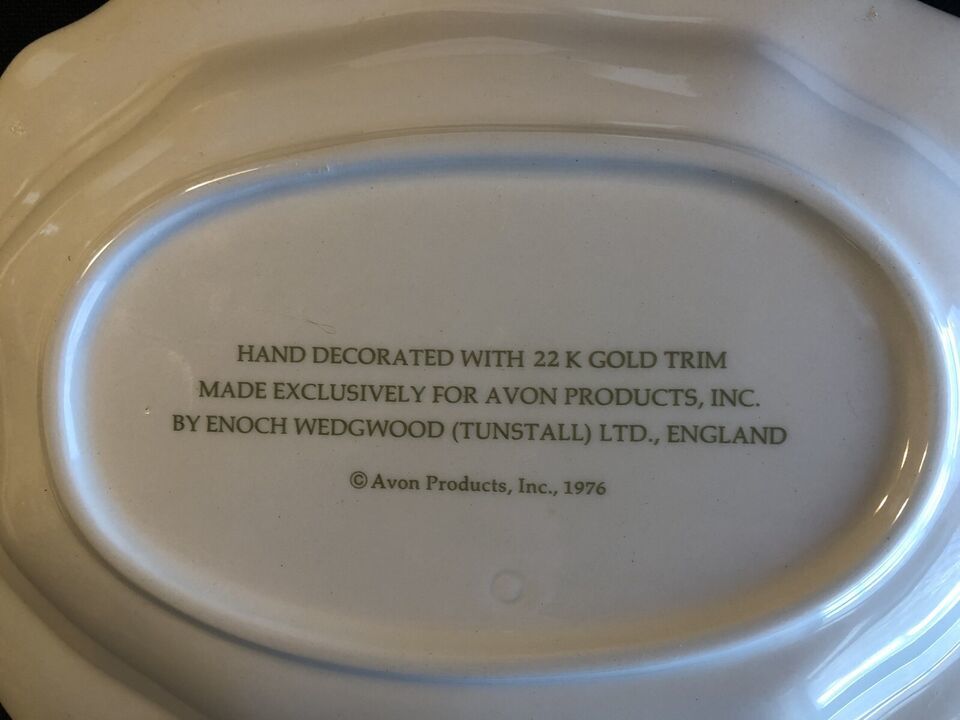 HAND DECORATED WITH 22 K GOLD TRIM
MADE EXCLUSIVELY FOR AVON PRODUCTS, INC.
BY ENOCH WEDGWOOD (TUNSTALL) LTD., ENGLAND
© Avon Products, Inc., 1976